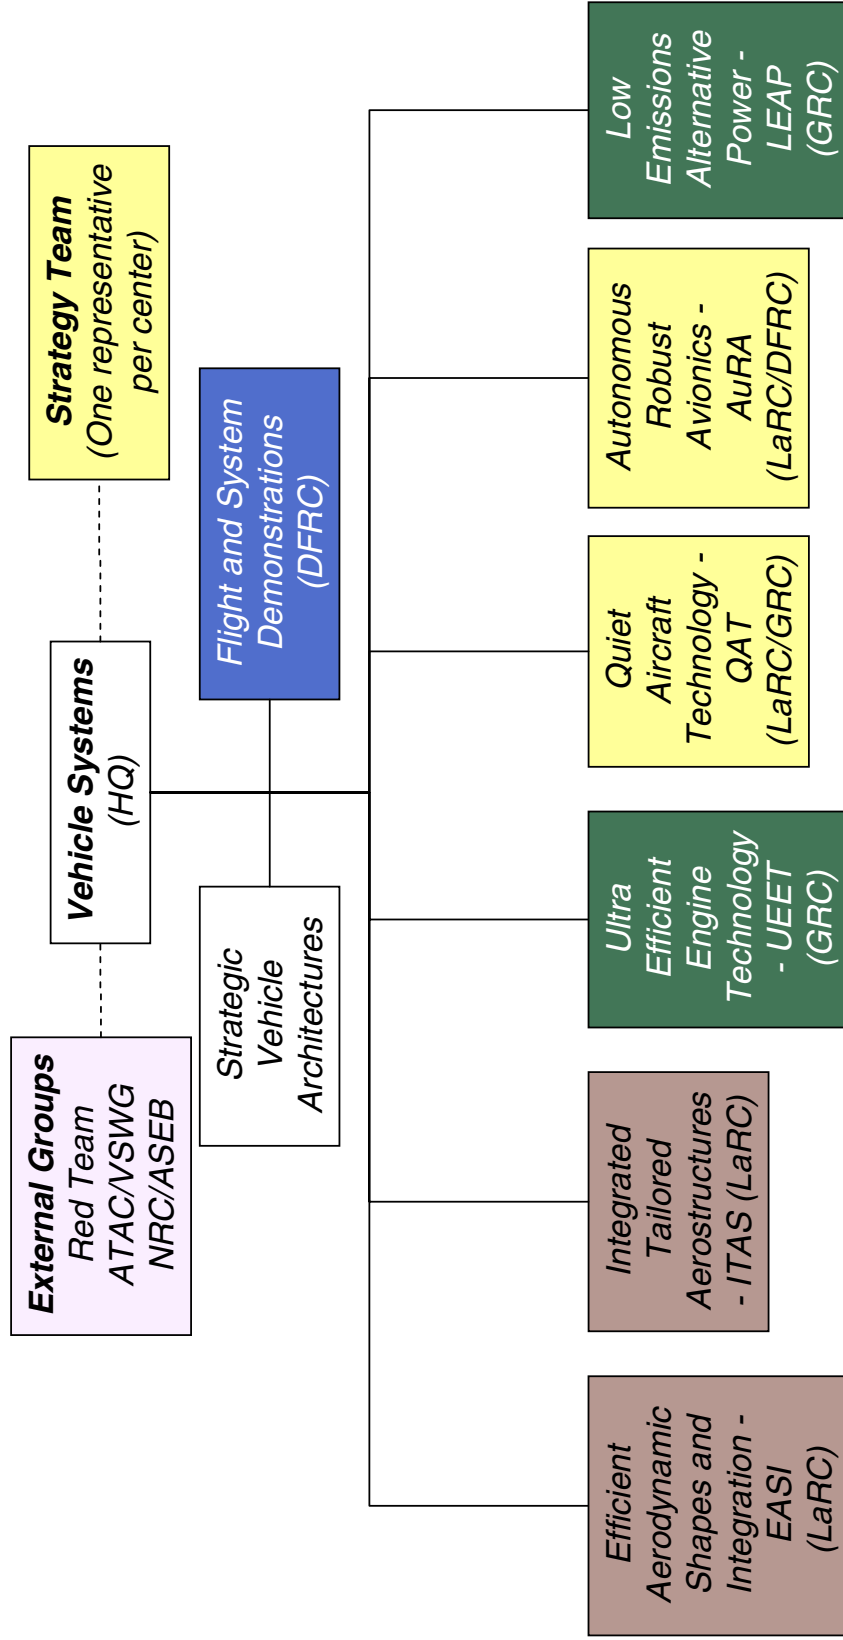 External Groups
Red Team
ATAC/VSWG
NRC/ASEB
Vehicle Systems
(HQ)
Strategy Team
(One representative
per center)
Strategic
Vehicle
Architectures
Flight and System
Demonstrations
(DFRC)
Efficient
Aerodynamic
Shapes and
Integration -
EASI
(LaRC)
Integrated
Tailored
Aerostructures
- ITAS (LaRC)
Ultra
Efficient
Engine
Technology
- UEET
(GRC)
Quiet
Aircraft
Technology -
QAT
(LaRC/GRC)
Autonomous
Robust
Avionics -
AuRA
(LaRC/DFRC)
Low
Emissions
Alternative
Power -
LEAP
(GRC)